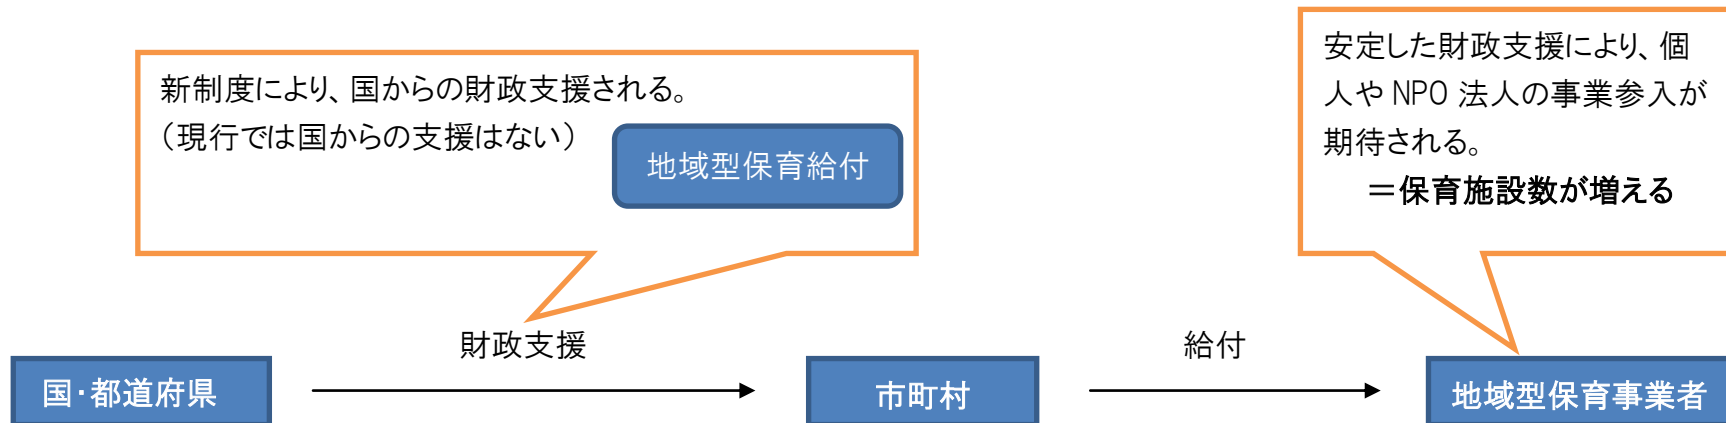 新制度により、国からの財政支援される。
（現行では国からの支援はない）
地域型保育給付
安定した財政支援により、個
人や NPO 法人の事業参入が
期待される。
＝保育施設数が増える
財政支援
給付
国・都道府県
市町村
地域型保育事業者